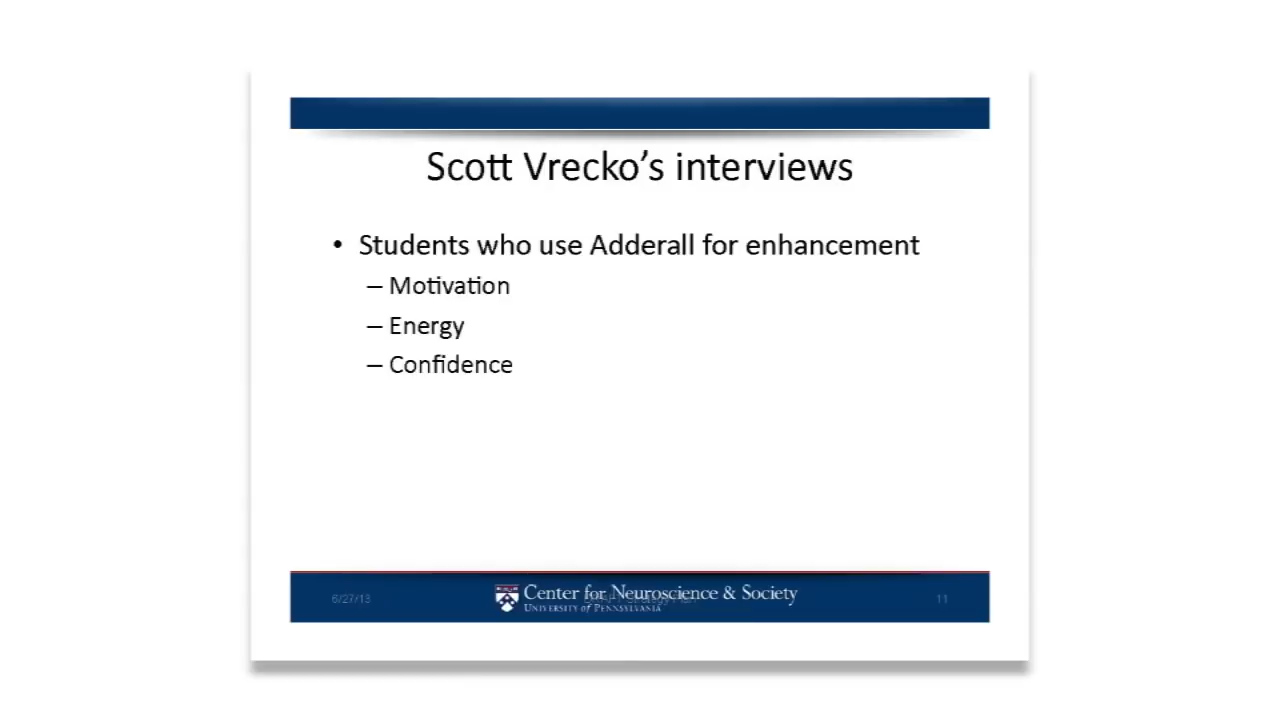 Scott Vrecko's interviews
• Students who use Adderall for enhancement
– Motivation
– Energy
– Confidence
6/27/13
Center for Neuroscience & Society
University of Pennsylvania
11